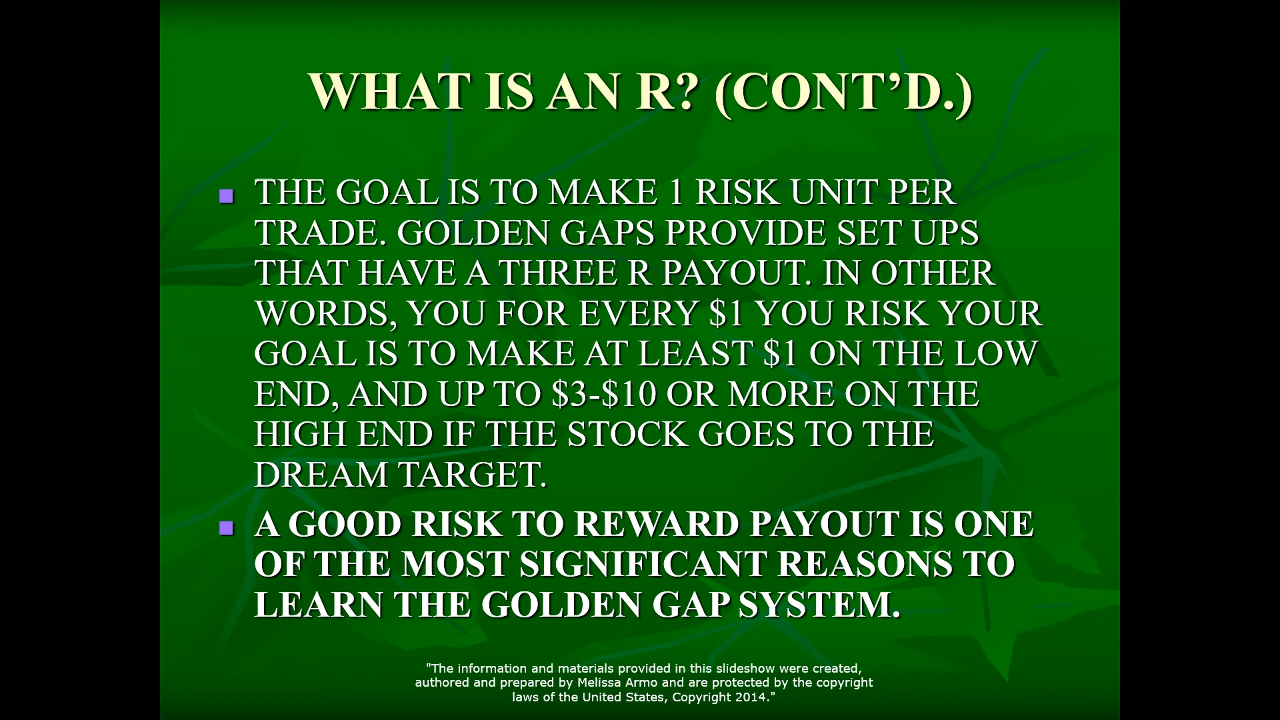 WHAT IS AN R? (CONT’D.)
THE GOAL IS TO MAKE 1 RISK UNIT PER
TRADE. GOLDEN GAPS PROVIDE SET UPS
THAT HAVE A THREE R PAYOUT. IN OTHER
WORDS, YOU FOR EVERY $1 YOU RISK YOUR
GOAL IS TO MAKE AT LEAST $1 ON THE LOW
END, AND UP TO $3-$10 OR MORE ON THE
HIGH END IF THE STOCK GOES TO THE
DREAM TARGET.
A GOOD RISK TO REWARD PAYOUT IS ONE
OF THE MOST SIGNIFICANT REASONS TO
LEARN THE GOLDEN GAP SYSTEM.
"The information and materials provided in this slideshow were created,
authored and prepared by Melissa Armo and are protected by the copyright
laws of the United States, Copyright 2014."